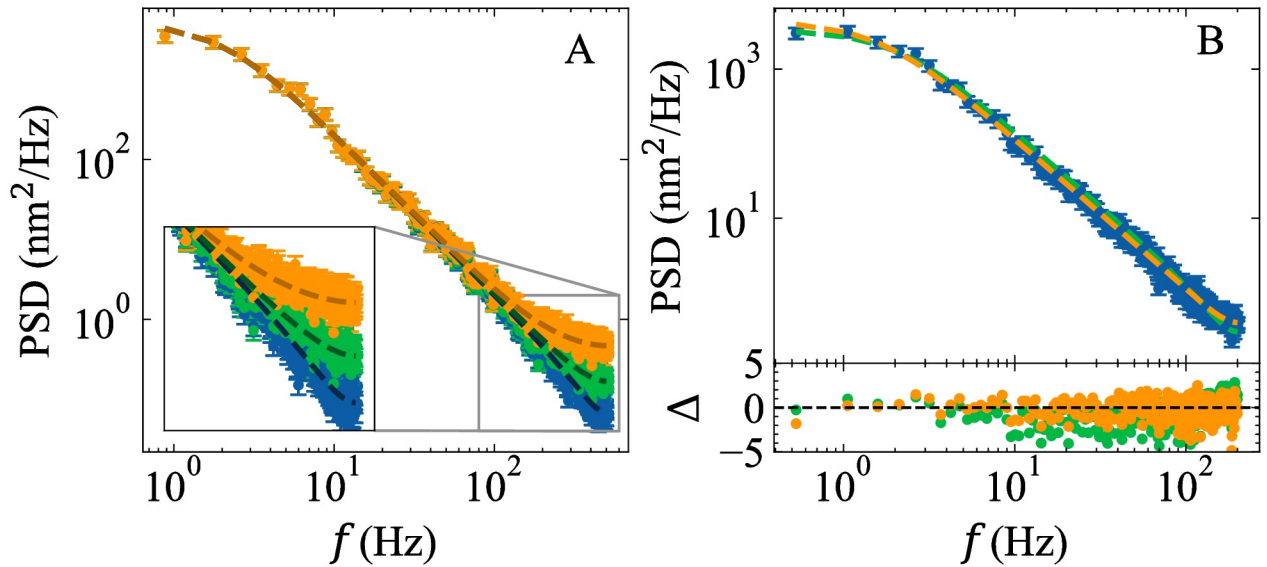 A
PSD (nm²/Hz)
10²
10⁰
10⁰ 10¹ 10²
f (Hz)
B
PSD (nm²/Hz)
10³
10¹
5
0
−5
Δ
10⁰ 10¹ 10²
f (Hz)